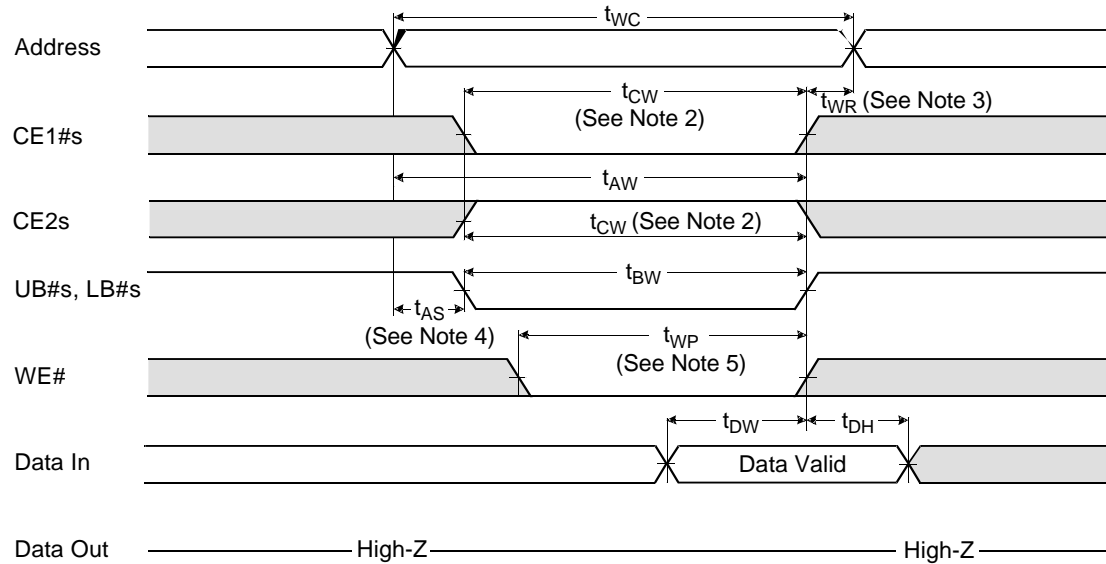 tWC
Address
tCW
(See Note 2)
tWR (See Note 3)
CE1#s
tAW
CE2s
tCW (See Note 2)
UB#s, LB#s
tBW
tAS
(See Note 4)
tWP
(See Note 5)
WE#
tDW
tDH
Data In
Data Valid
Data Out
High-Z
High-Z